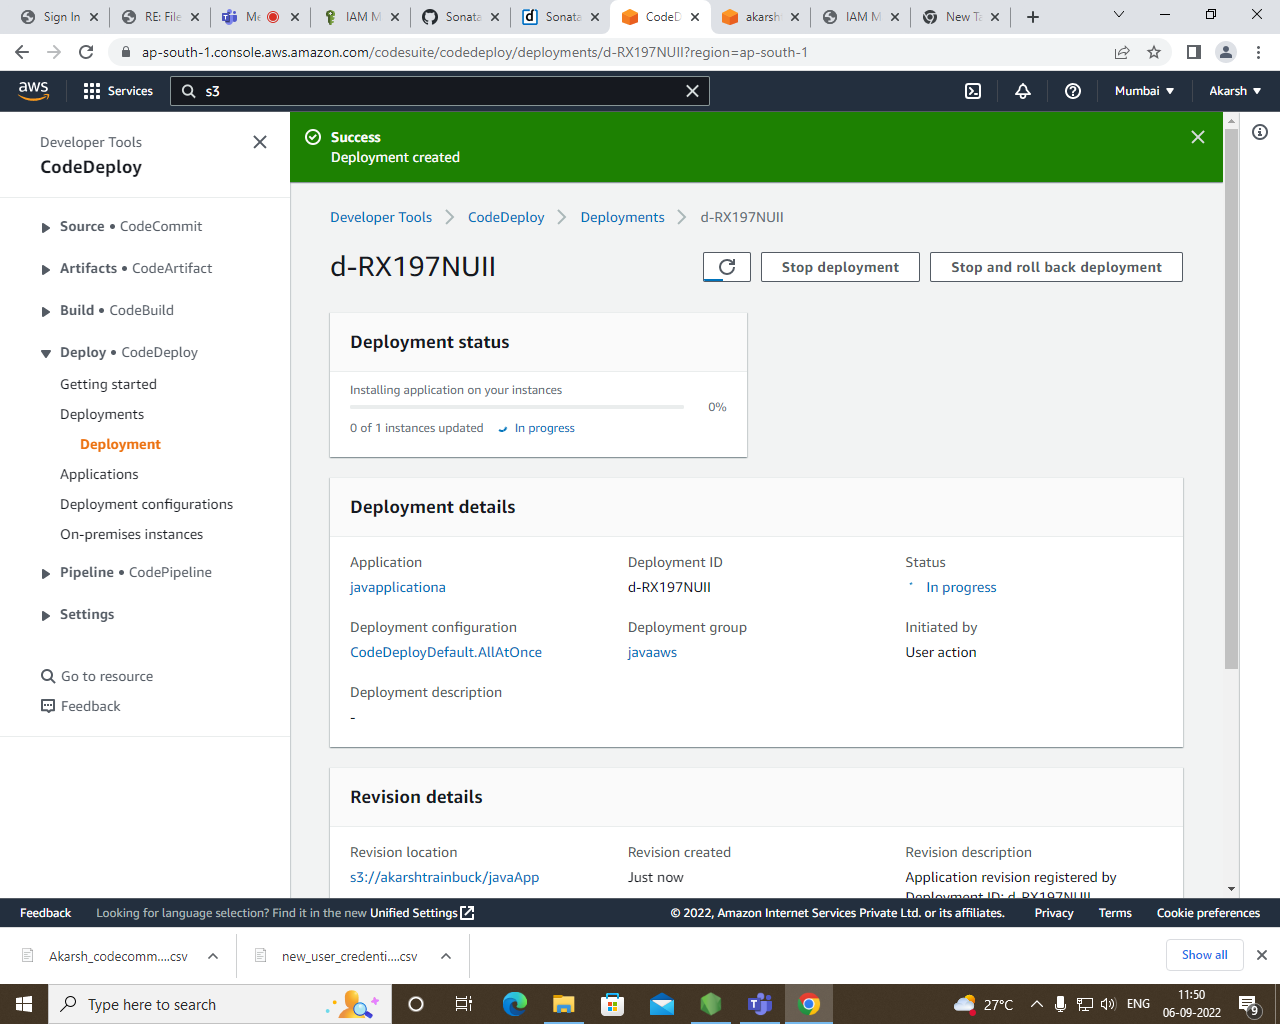 Sign In
RE: File
Me
IAM M
Sonata
Sonata
CodeD
akarsh
IAM M
New Ta
ap-south-1.console.aws.amazon.com/codesuite/codedeploy/deployments/d-RX197NUII?region=ap-south-1
aws
Services
s3
Mumbai
Akarsh
Developer Tools
CodeDeploy
Source • CodeCommit
Artifacts • CodeArtifact
Build • CodeBuild
Deploy • CodeDeploy
Getting started
Deployments
Deployment
Applications
Deployment configurations
On-premises instances
Pipeline • CodePipeline
Settings
Go to resource
Feedback
Success
Deployment created
Developer Tools
CodeDeploy
Deployments
d-RX197NUII
d-RX197NUII
Stop deployment
Stop and roll back deployment
Deployment status
Installing application on your instances
0%
0 of 1 instances updated
In progress
Deployment details
Application
javapplicationa
Deployment ID
d-RX197NUII
Status
In progress
Deployment configuration
CodeDeployDefault.AllAtOnce
Deployment group
javaaws
Initiated by
User action
Deployment description
-
Revision details
Revision location
s3://akarshtrainbuck/javaApp
Revision created
Just now
Revision description
Application revision registered by
Deployment ID: d-RX197NUII
Feedback
Looking for language selection? Find it in the new Unified Settings
© 2022, Amazon Internet Services Private Ltd. or its affiliates.
Privacy
Terms
Cookie preferences
Akarsh_codecomm....csv
new_user_credenti....csv
Show all
Type here to search
27°C
ENG
11:50
06-09-2022
9